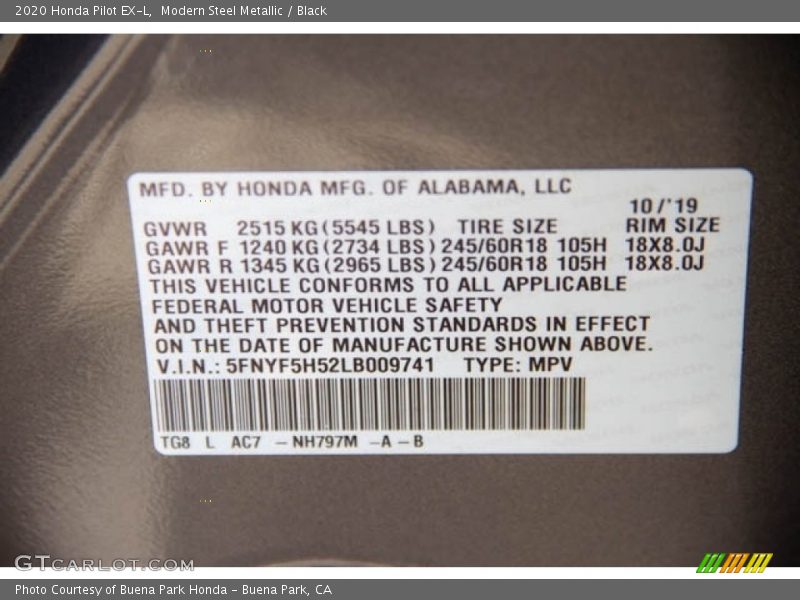 2020 Honda Pilot EX-L, Modern Steel Metallic / Black
MFD. BY HONDA MFG. OF ALABAMA, LLC
10/'19
GVWR 2515 KG (5545 LBS) TIRE SIZE RIM SIZE
GAWR F 1240 KG (2734 LBS) 245/60R18 105H 18X8.0J
GAWR R 1345 KG (2965 LBS) 245/60R18 105H 18X8.0J
THIS VEHICLE CONFORMS TO ALL APPLICABLE
FEDERAL MOTOR VEHICLE SAFETY
AND THEFT PREVENTION STANDARDS IN EFFECT
ON THE DATE OF MANUFACTURE SHOWN ABOVE.
V.I.N.: 5FNYF5H52LB009741 TYPE: MPV
TG8 L AC7 -NH797M -A-B
GTCARLOT.COM
Photo Courtesy of Buena Park Honda - Buena Park, CA